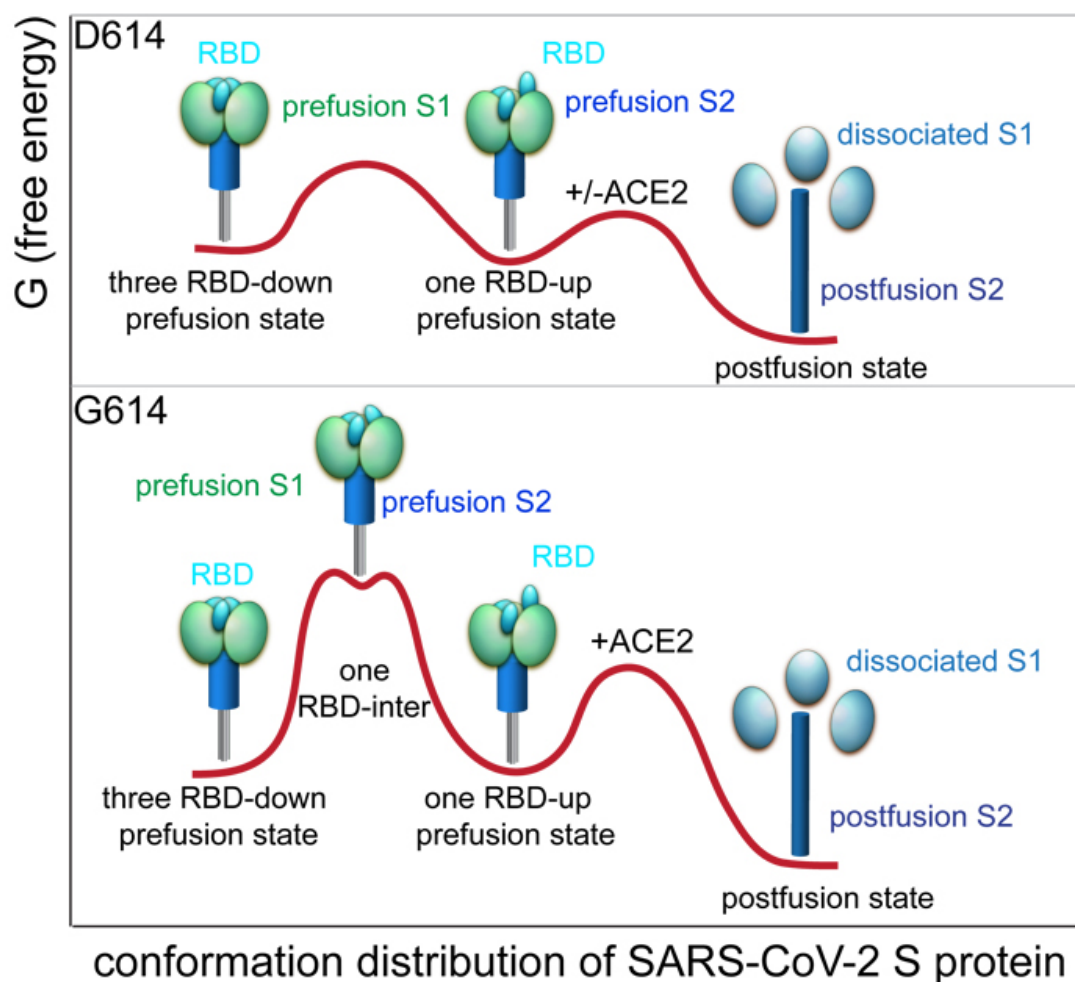 G (free energy)
D614
RBD
prefusion S1
three RBD-down
prefusion state
RBD
prefusion S2
one RBD-up
prefusion state
+/-ACE2
dissociated S1
postfusion S2
postfusion state
G614
prefusion S1
prefusion S2
RBD
one
RBD-inter
three RBD-down
prefusion state
RBD
one RBD-up
prefusion state
+ACE2
dissociated S1
postfusion S2
postfusion state
conformation distribution of SARS-CoV-2 S protein